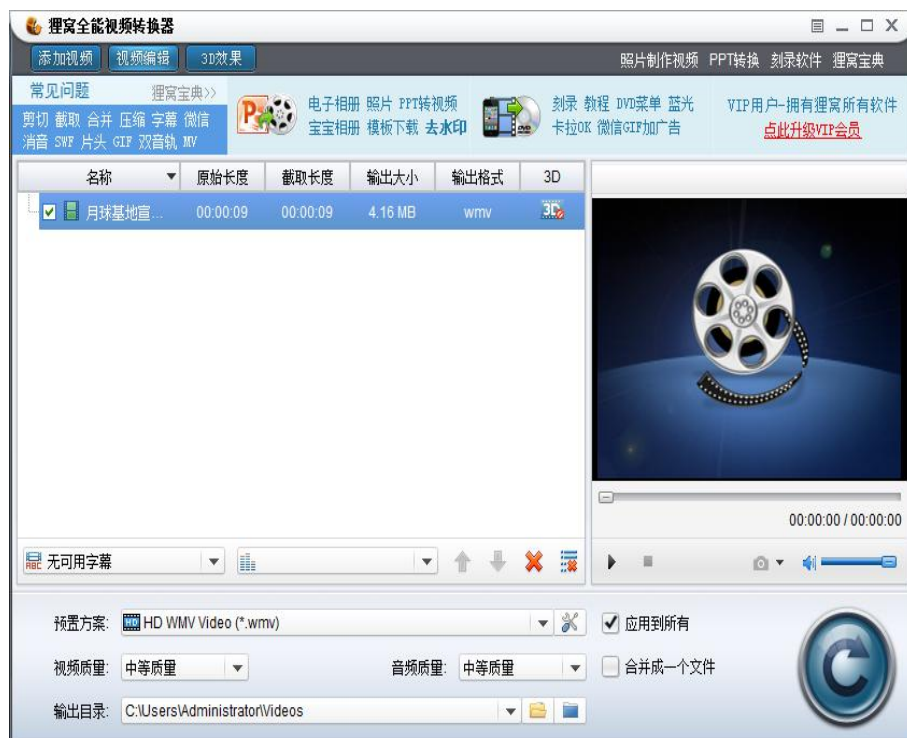 狸窝全能视频转换器
添加视频 视频编辑 3D效果 照片制作视频 PPT转换 刻录软件 狸窝宝典
常见问题 狸窝宝典>>
剪切 截取 合并 压缩 字幕 微信
消音 SWF 片头 GIF 双音轨 MV
电子相册 照片 PPT转视频
宝宝相册 模板下载 去水印
刻录 教程 DVD菜单 蓝光
卡拉OK 微信GIF加广告
VIP用户-拥有狸窝所有软件
点此升级VIP会员
名称 原始长度 截取长度 输出大小 输出格式 3D
月球基地宣... 00:00:09 00:00:09 4.16 MB wmv 3D
00:00:00 / 00:00:00
无可用字幕
预置方案: HD WMV Video (*.wmv) 应用到所有
视频质量: 中等质量 音频质量: 中等质量 合并成一个文件
输出目录: C:\Users\Administrator\Videos